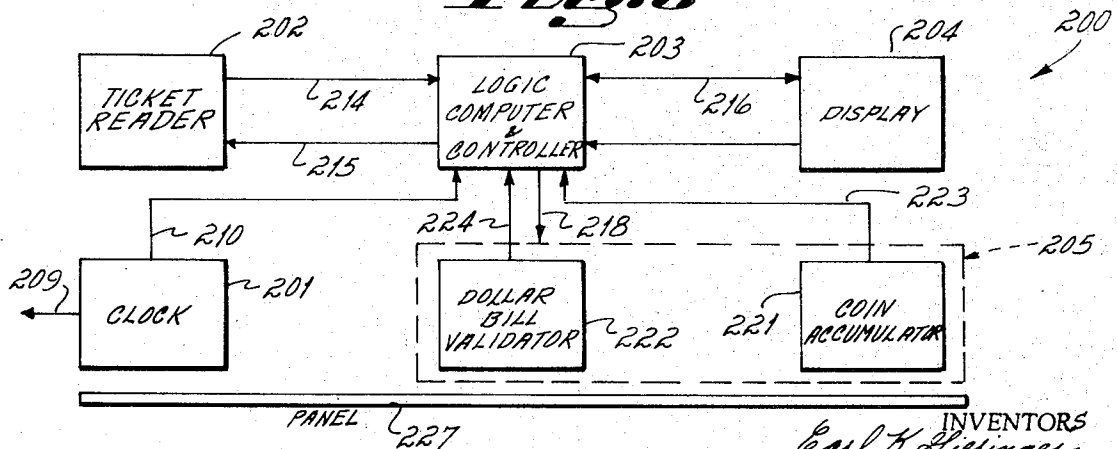 200
202
203
204
TICKET
READER
LOGIC
COMPUTER
&
CONTROLLER
DISPLAY
214
215
216
210
224
218
223
205
209
CLOCK
201
DOLLAR
BILL
VALIDATOR
222
221
COIN
ACCUMULATOR
PANEL
227
INVENTORS
Earl K.